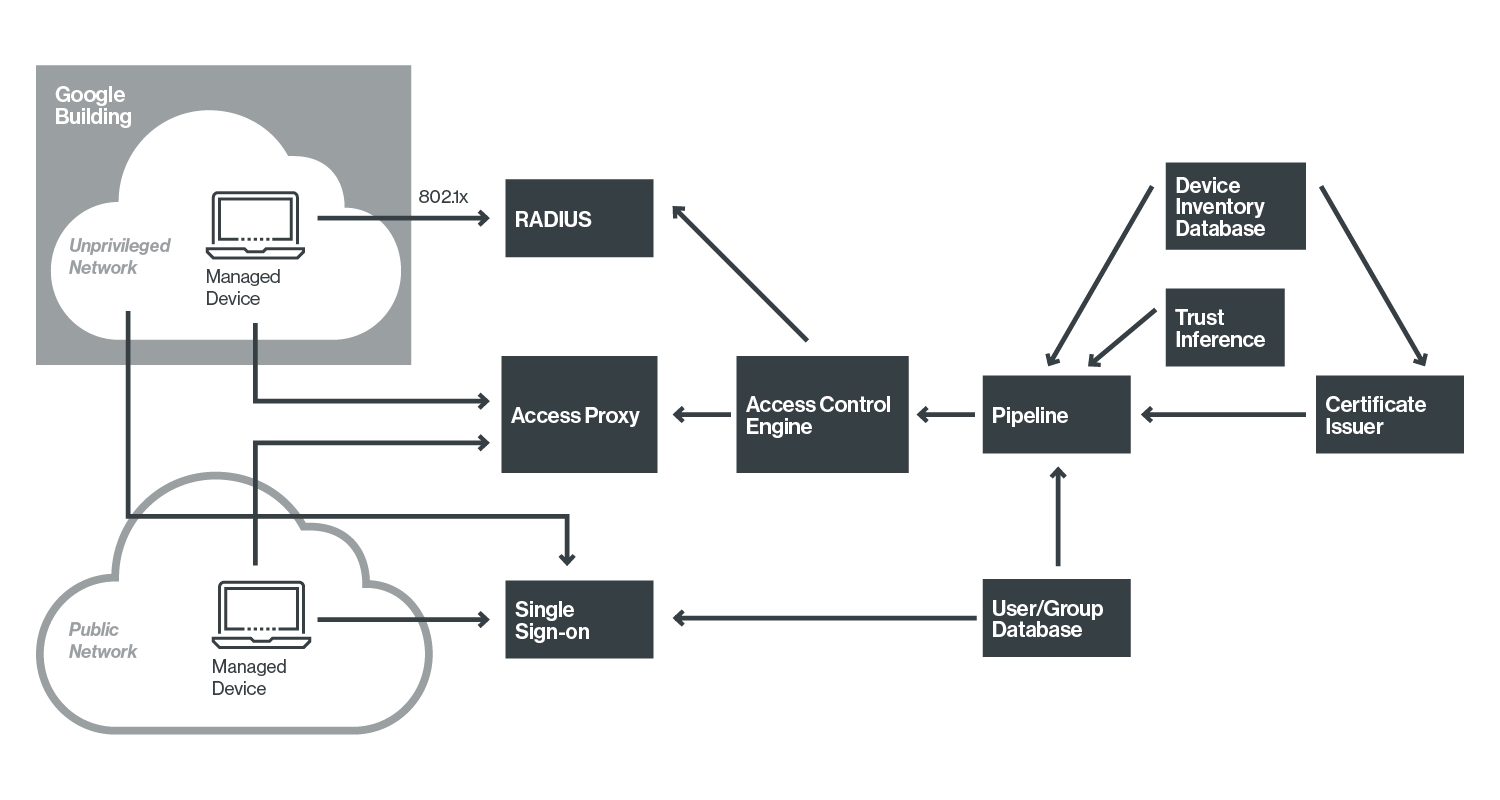 Google
Building
Unprivileged
Network
Managed
Device
802.1x
RADIUS
Device
Inventory
Database
Trust
Inference
Access Proxy
Access Control
Engine
Pipeline
Certificate
Issuer
Public
Network
Managed
Device
Single
Sign-on
User/Group
Database